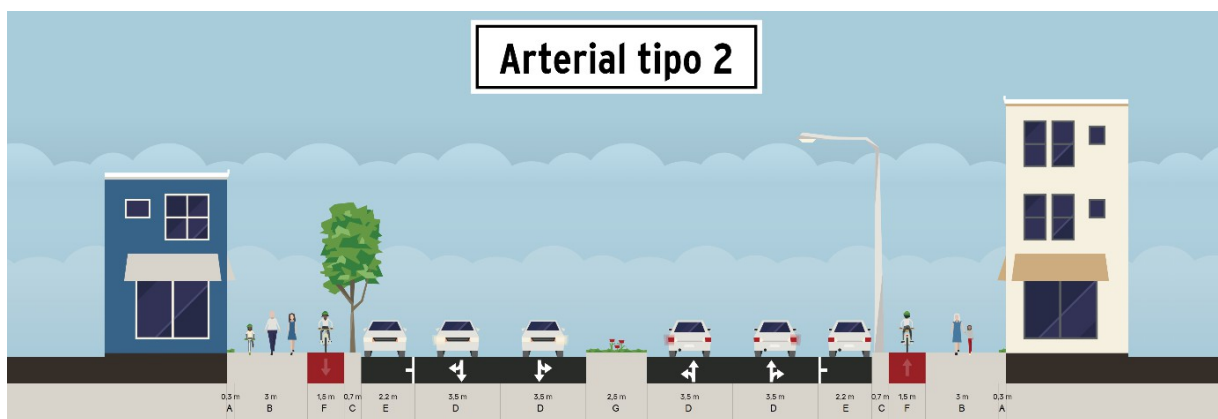 Arterial tipo 2
0,3 m 3 m 1,5 m 0,7 m 2,2 m 3,5 m 3,5 m 2,5 m 3,5 m 3,5 m 2,2 m 0,7 m 1,5 m 3 m 0,3 m
A B F C E D D G D D E C F B A